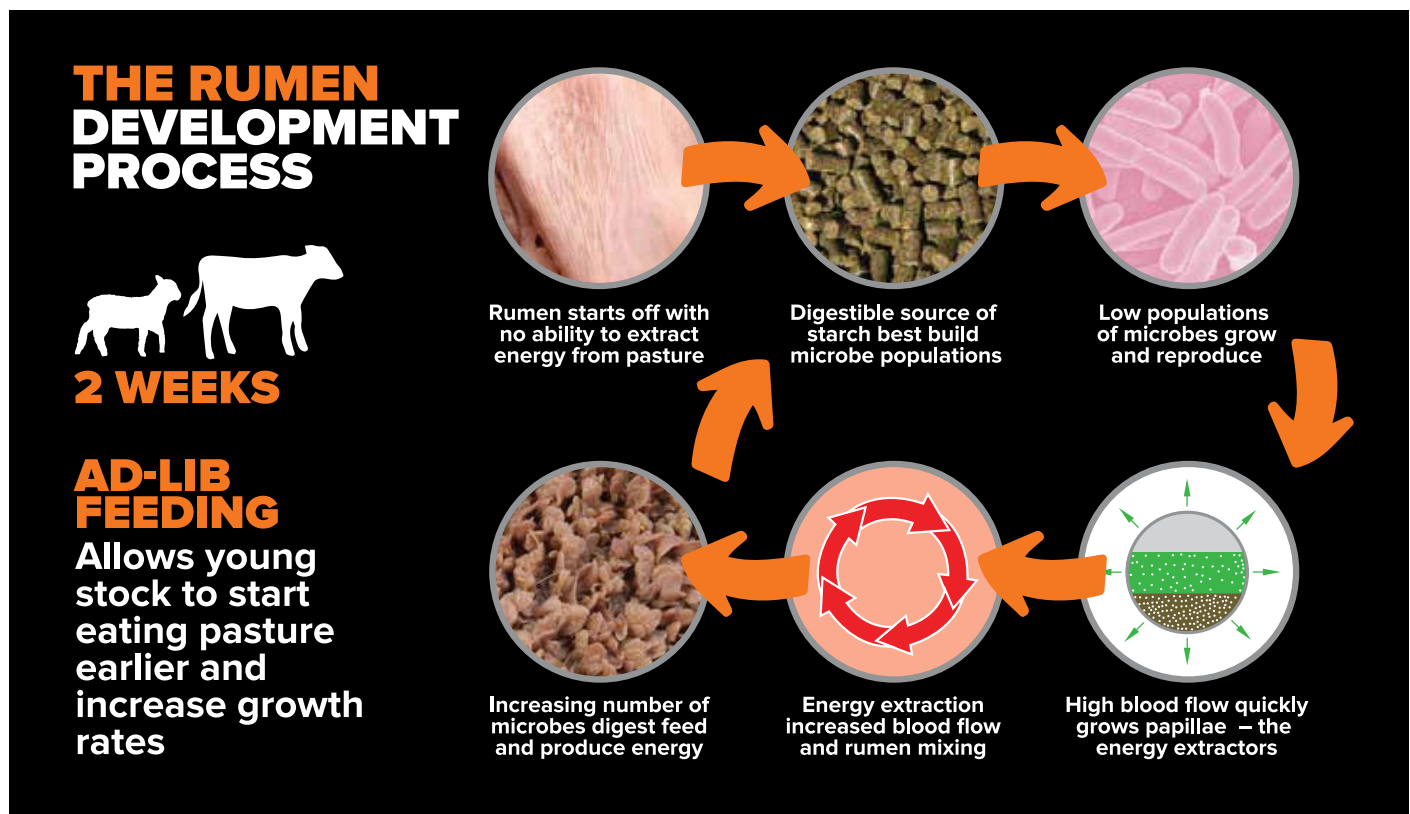 THE RUMEN
DEVELOPMENT
PROCESS
2 WEEKS
AD-LIB
FEEDING
Allows young
stock to start
eating pasture
earlier and
increase growth
rates
Rumen starts off with
no ability to extract
energy from pasture
Digestible source of
starch best build
microbe populations
Low populations
of microbes grow
and reproduce
High blood flow quickly
grows papillae – the
energy extractors
Energy extraction
increased blood flow
and rumen mixing
Increasing number of
microbes digest feed
and produce energy